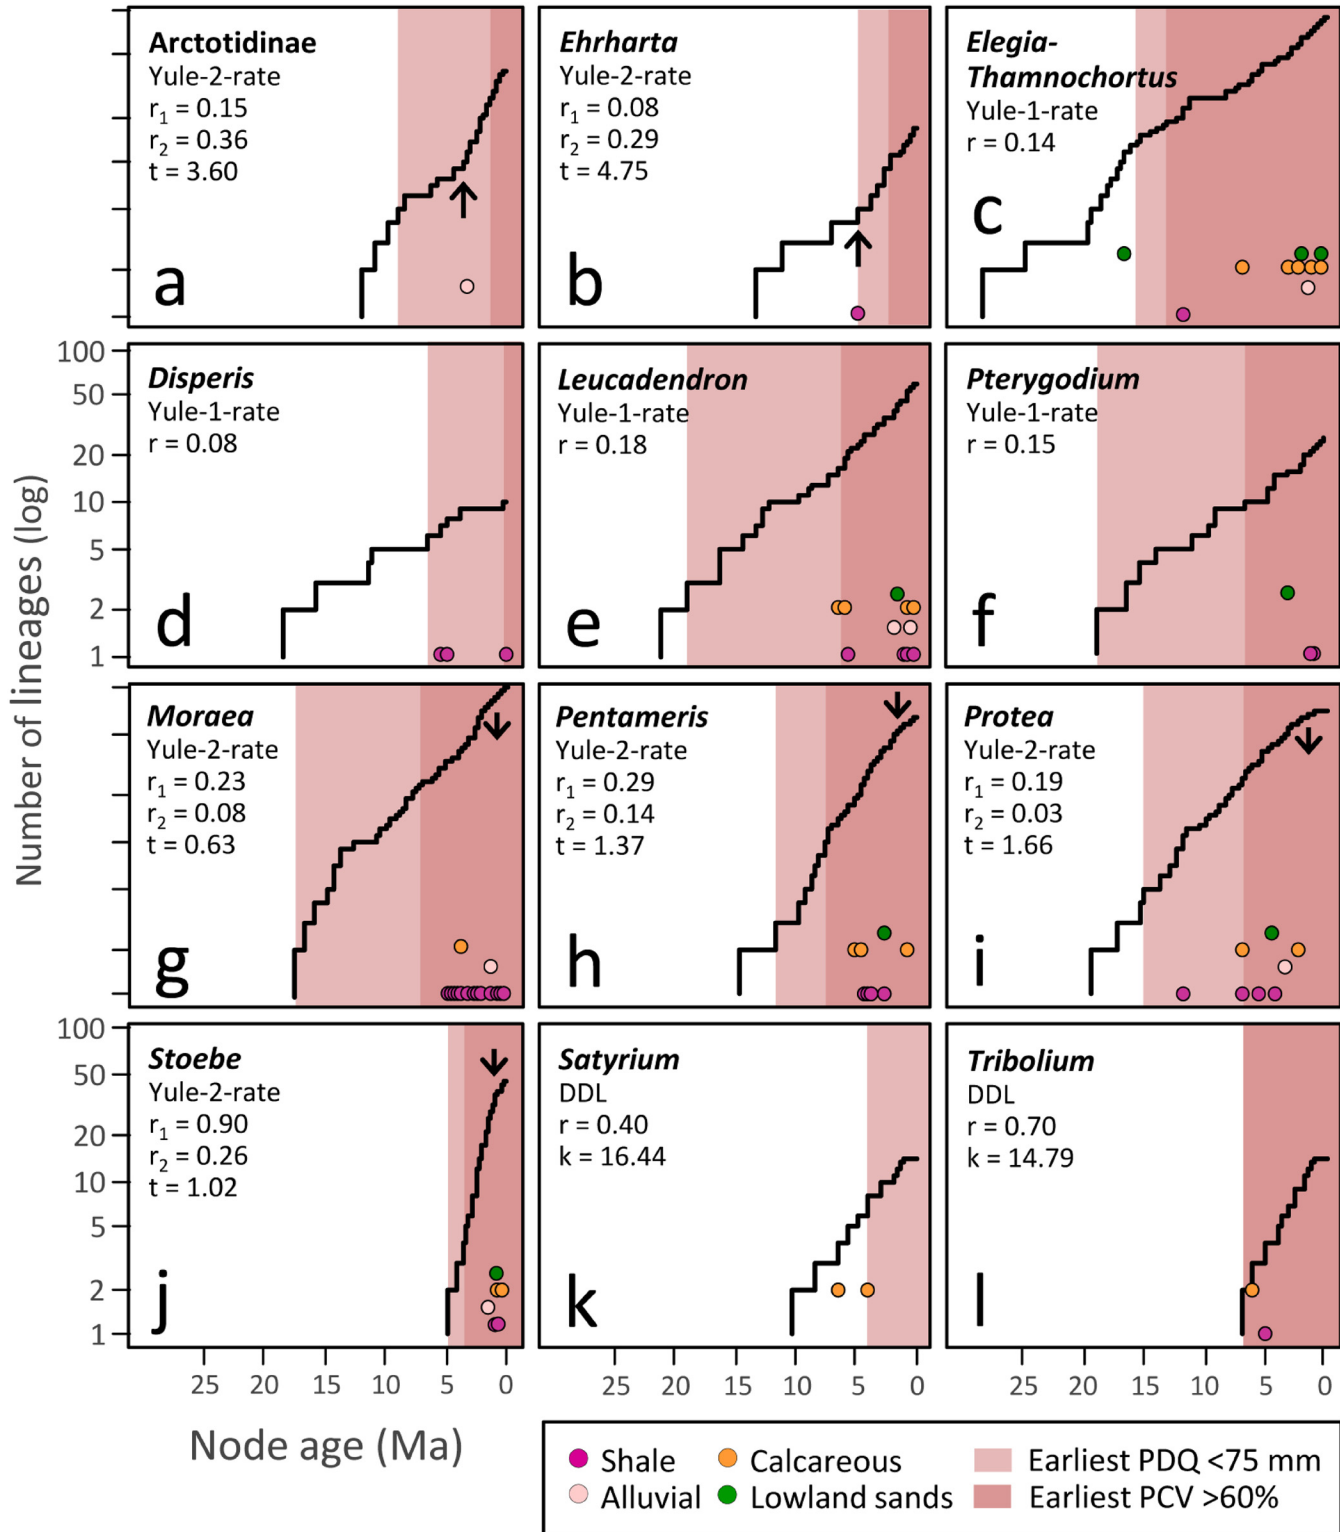 Arctotidinae
Yule-2-rate
r1 = 0.15
r2 = 0.36
t = 3.60
a
Ehrharta
Yule-2-rate
r1 = 0.08
r2 = 0.29
t = 4.75
b
Elegia-
Thamnochortus
Yule-1-rate
r = 0.14
c
Number of lineages (log)
100
50
20
10
5
2
1
Disperis
Yule-1-rate
r = 0.08
d
Leucadendron
Yule-1-rate
r = 0.18
e
Pterygodium
Yule-1-rate
r = 0.15
f
Moraea
Yule-2-rate
r1 = 0.23
r2 = 0.08
t = 0.63
g
Pentameris
Yule-2-rate
r1 = 0.29
r2 = 0.14
t = 1.37
h
Protea
Yule-2-rate
r1 = 0.19
r2 = 0.03
t = 1.66
i
100
50
20
10
5
2
1
Stoebe
Yule-2-rate
r1 = 0.90
r2 = 0.26
t = 1.02
j
Satyrium
DDL
r = 0.40
k = 16.44
k
Tribolium
DDL
r = 0.70
k = 14.79
l
25 20 15 10 5 0
25 20 15 10 5 0
25 20 15 10 5 0
Node age (Ma)
Shale
Calcareous
Earliest PDQ <75 mm
Alluvial
Lowland sands
Earliest PCV >60%